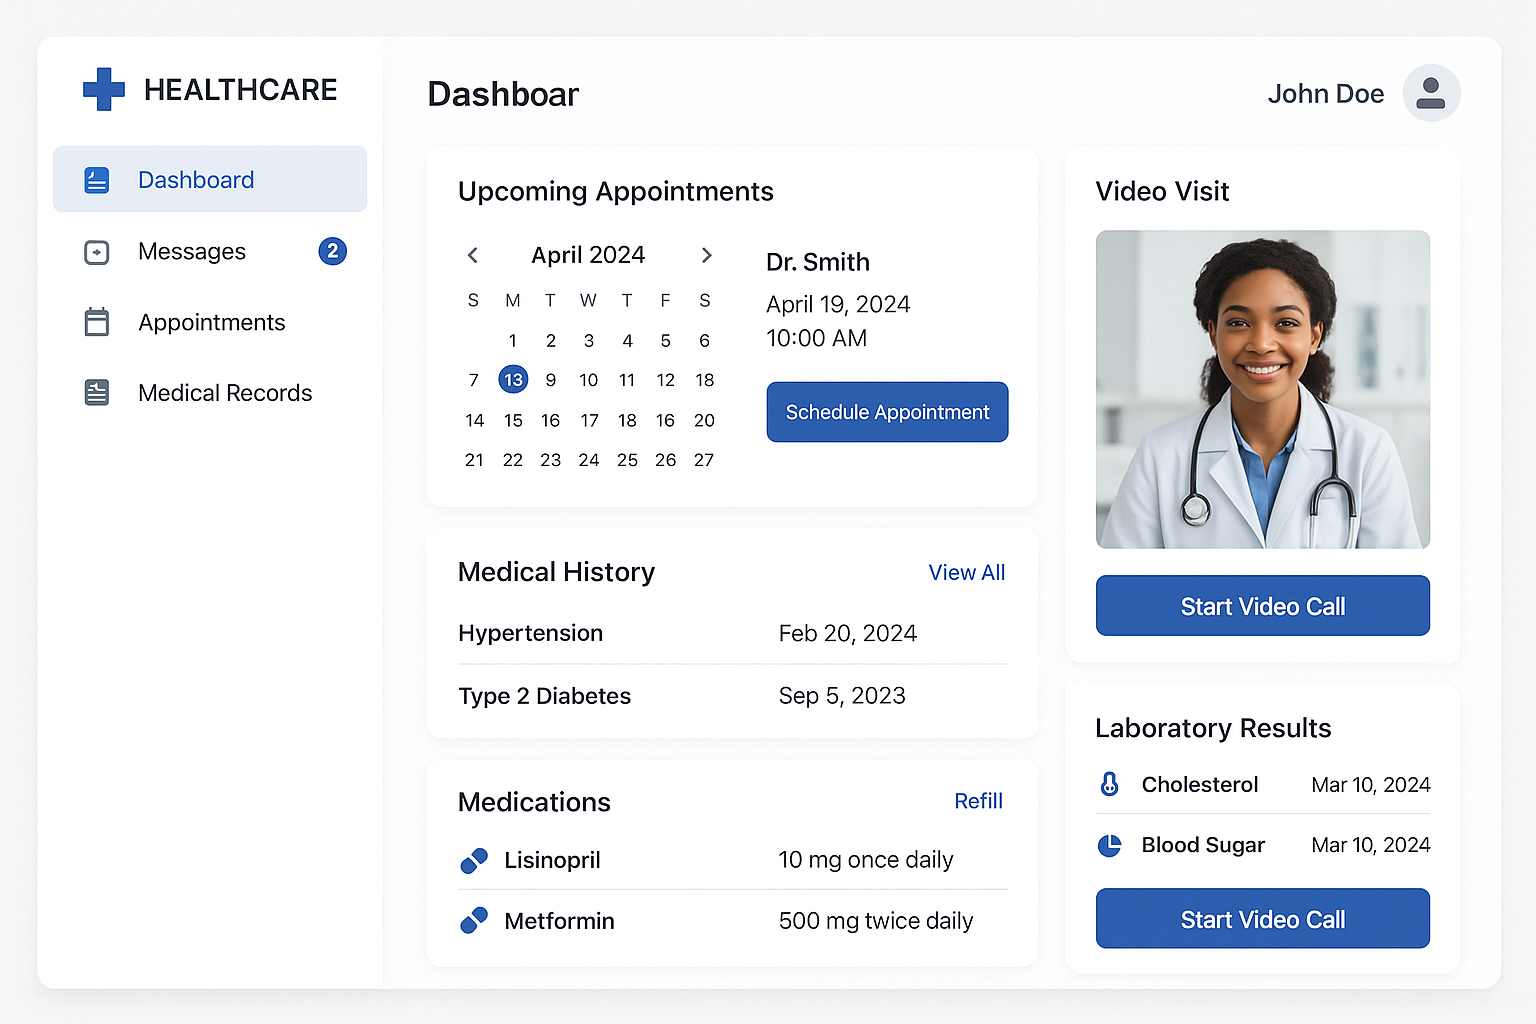 HEALTHCARE
Dashboard
Messages 2
Appointments
Medical Records
Dashboar
John Doe
Upcoming Appointments
April 2024
S M T W T F S
1 2 3 4 5 6
7 13 9 10 11 12 18
14 15 16 17 18 16 20
21 22 23 24 25 26 27
Dr. Smith
April 19, 2024
10:00 AM
Schedule Appointment
Medical History View All
Hypertension Feb 20, 2024
Type 2 Diabetes Sep 5, 2023
Medications Refill
Lisinopril 10 mg once daily
Metformin 500 mg twice daily
Video Visit
Start Video Call
Laboratory Results
Cholesterol Mar 10, 2024
Blood Sugar Mar 10, 2024
Start Video Call